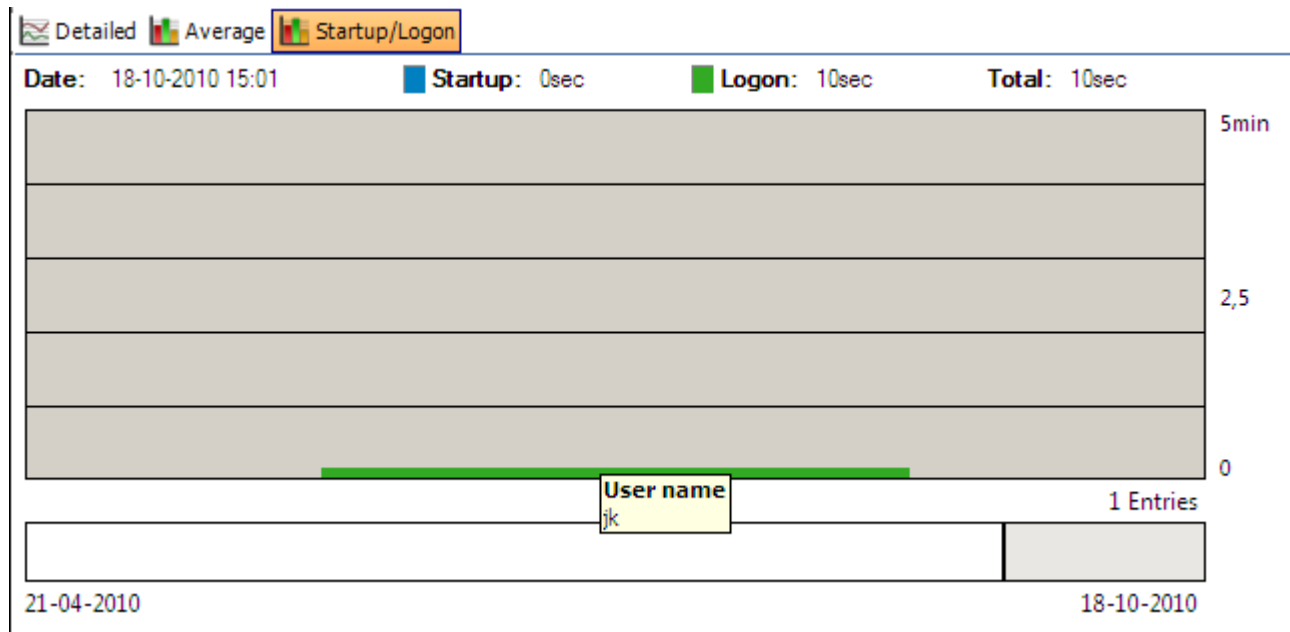 Detailed Average Startup/Logon
Date: 18-10-2010 15:01 Startup: 0sec Logon: 10sec Total: 10sec
5min
2,5
0
User name
jk
1 Entries
21-04-2010 18-10-2010